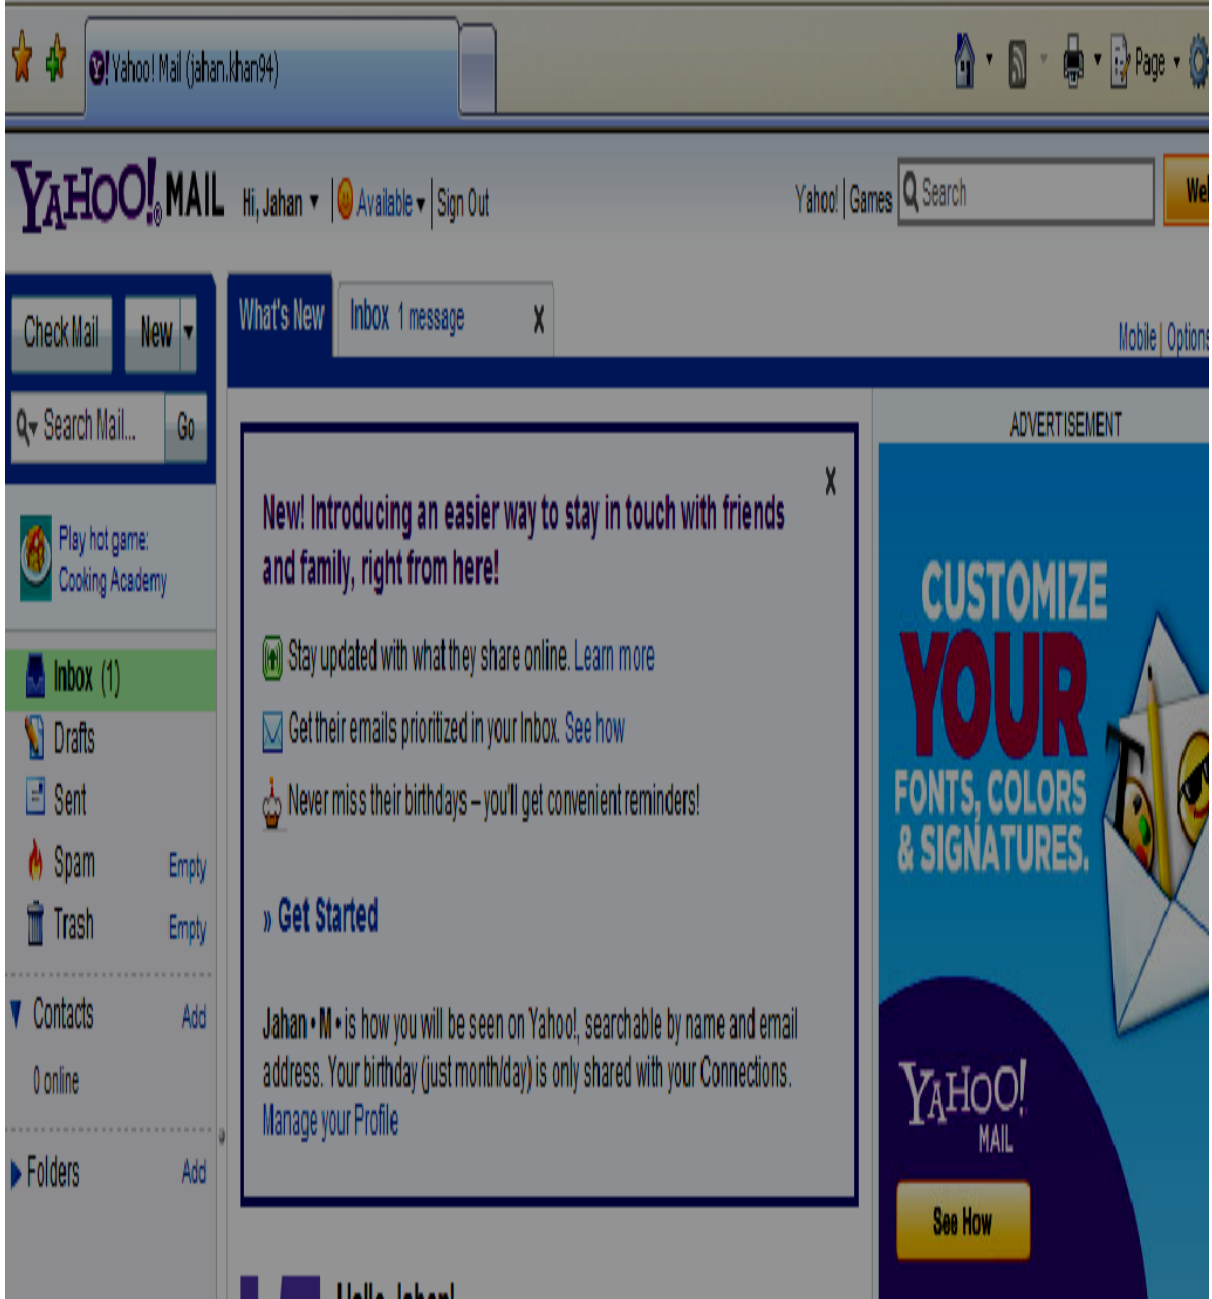 Yahoo! Mail (jahan.khan94)
Page
YAHOO! MAIL Hi, Jahan Available Sign Out Yahoo! Games Search
What's New Inbox 1 message X
Check Mail New
Mobile Options
Search Mail... Go
ADVERTISEMENT
X
New! Introducing an easier way to stay in touch with friends
and family, right from here!
Play hot game:
Cooking Academy
CUSTOMIZE
YOUR
FONTS, COLORS
& SIGNATURES.
Stay updated with what they share online. Learn more
Get their emails prioritized in your Inbox. See how
Never miss their birthdays – you'll get convenient reminders!
Inbox (1)
Drafts
Sent
Spam Empty
Trash Empty
» Get Started
Contacts Add
0 online
Folders Add
Jahan • M • is how you will be seen on Yahoo!, searchable by name and email
address. Your birthday (just month/day) is only shared with your Connections.
Manage your Profile
YAHOO!
MAIL
See How
Hello Jahan!